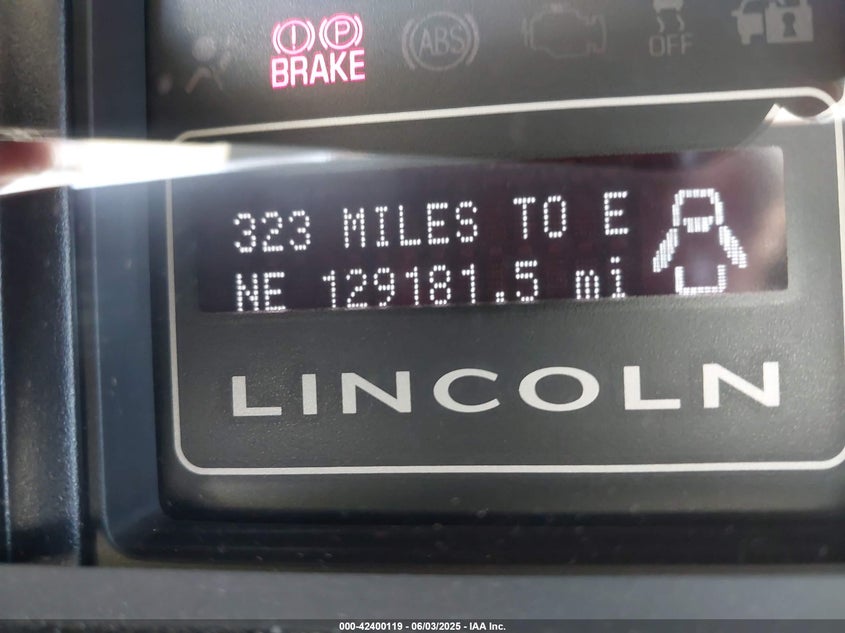 (!) (P)
BRAKE
ABS
OFF
323 MILES TO E
NE 129181.5 mi
LINCOLN
000-42400119 - 06/03/2025 - IAA Inc.